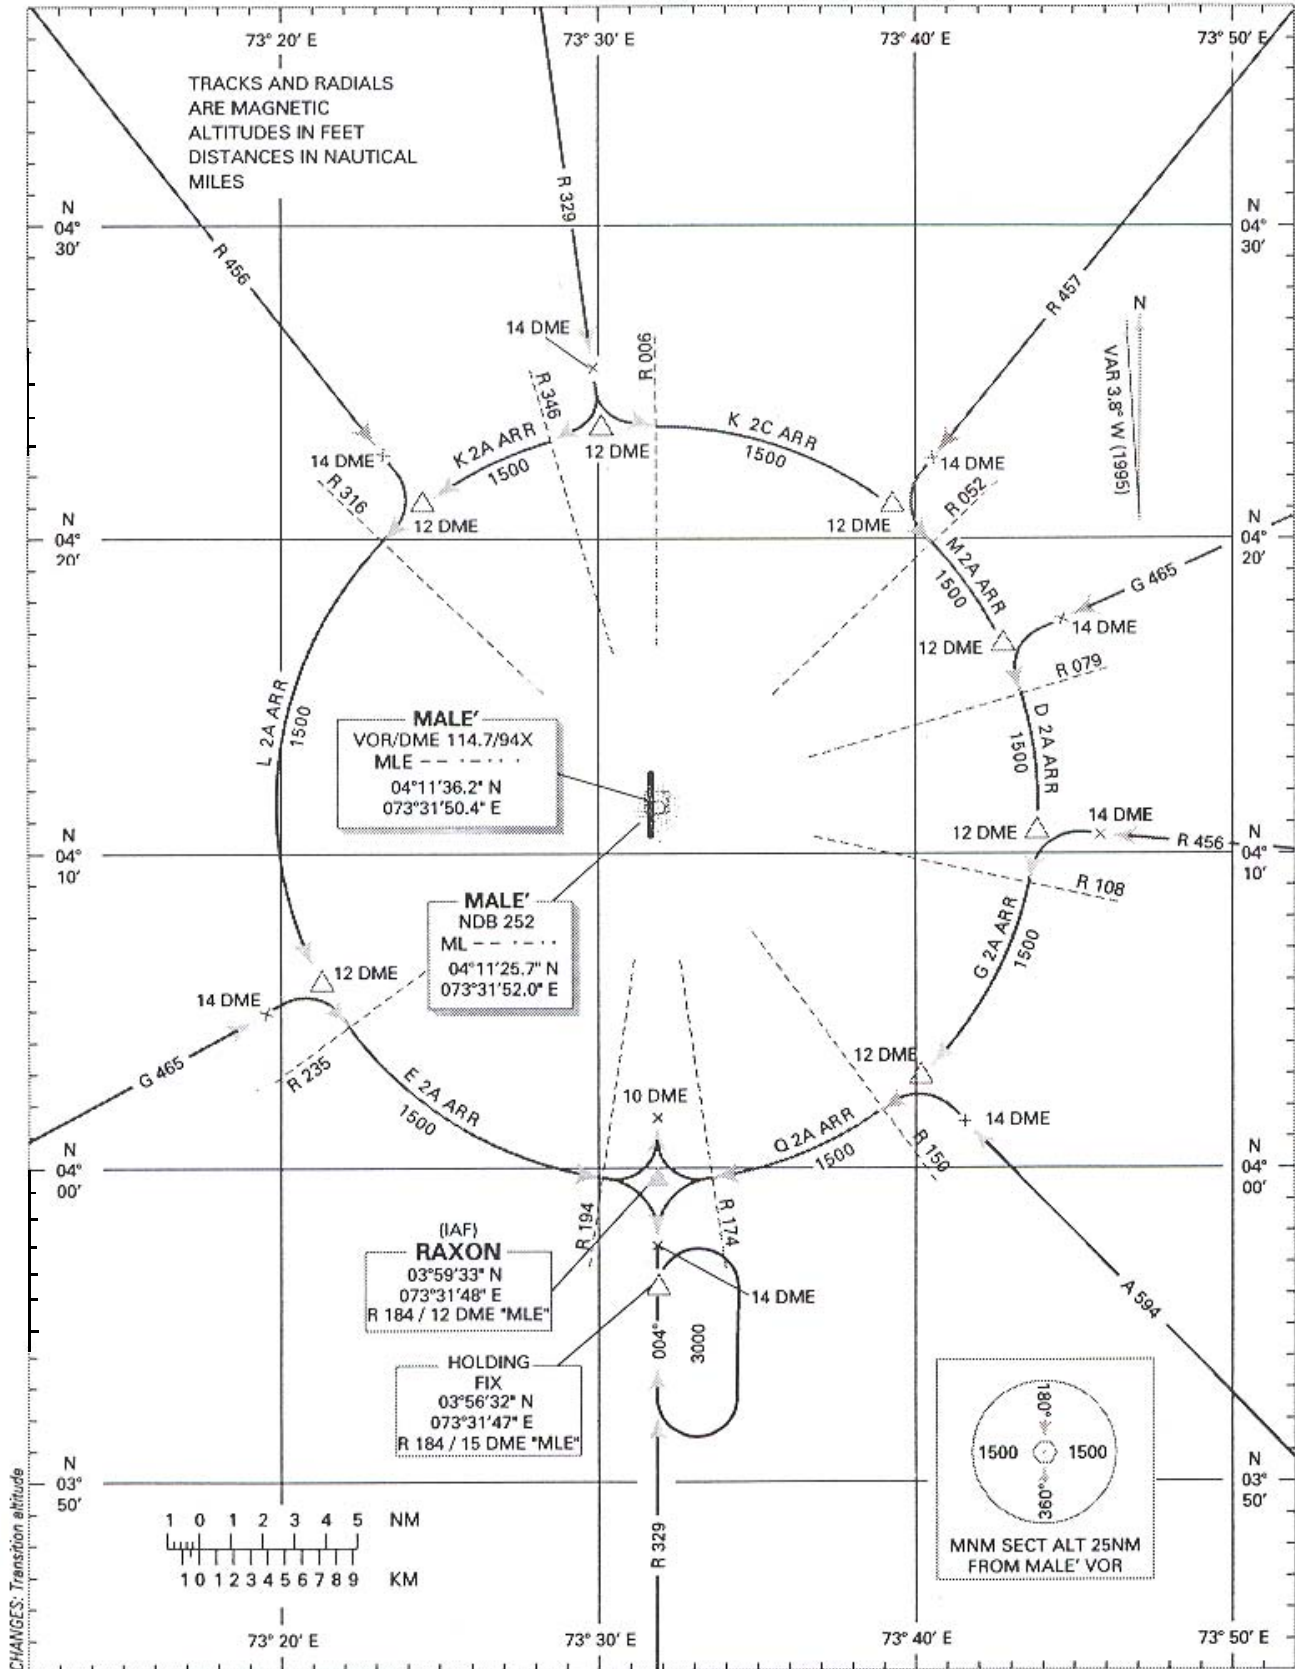 73° 20' E
73° 30' E
73° 40' E
73° 50' E
TRACKS AND RADIALS
ARE MAGNETIC
ALTITUDES IN FEET
DISTANCES IN NAUTICAL
MILES
R 329
N
04°
30'
N
04°
30'
R 456
R 457
N
VAR 3.8° W (1995)
14 DME
R 006
R 346
K 2A ARR
1500
12 DME
K 2C ARR
1500
14 DME
R 316
12 DME
14 DME
R 052
12 DME
N
04°
20'
N
04°
20'
M 2A ARR
1500
G 465
14 DME
12 DME
R 079
L 2A ARR
1500
D 2A ARR
1500
MALE'
VOR/DME 114.7/94X
MLE -- ·-·· ·
04°11'36.2" N
073°31'50.4" E
14 DME
12 DME
R 456
N
04°
10'
N
04°
10'
R 108
MALE'
NDB 252
ML -- ·-··
04°11'25.7" N
073°31'52.0" E
G 2A ARR
1500
12 DME
14 DME
G 465
R 235
E 2A ARR
1500
12 DME
14 DME
10 DME
Q 2A ARR
1500
R 150
N
04°
00'
N
04°
00'
R 194
R 174
(IAF)
RAXON
03°59'33" N
073°31'48" E
R 184 / 12 DME "MLE"
14 DME
A 594
004°
3000
HOLDING
FIX
03°56'32" N
073°31'47" E
R 184 / 15 DME "MLE"
180°
1500
1500
360°
MNM SECT ALT 25NM
FROM MALE' VOR
N
03°
50'
N
03°
50'
R 329
1 0 1 2 3 4 5 NM
1 0 1 2 3 4 5 6 7 8 9 KM
CHANGES: Transition altitude
73° 20' E
73° 30' E
73° 40' E
73° 50' E